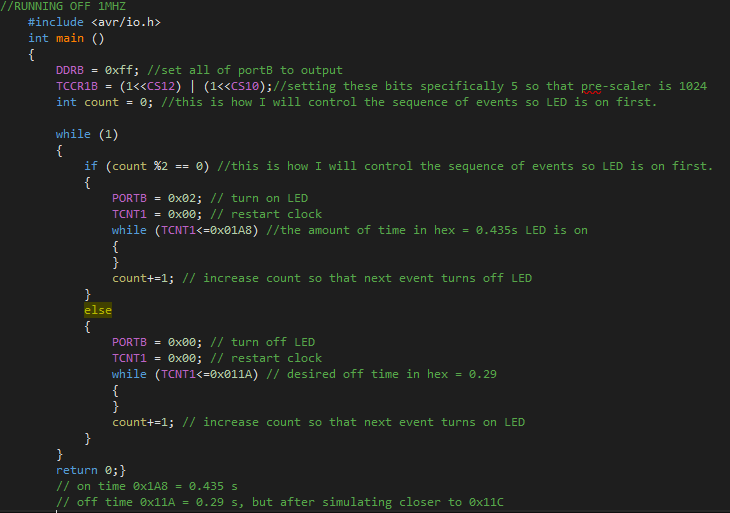 //RUNNING OFF 1MHZ
#include <avr/io.h>
int main ()
{
DDRB = 0xff; //set all of portB to output
TCCR1B = (1<<CS12) | (1<<CS10);//setting these bits specifically 5 so that pre-scaler is 1024
int count = 0; //this is how I will control the sequence of events so LED is on first.
while (1)
{
if (count %2 == 0) //this is how I will control the sequence of events so LED is on first.
{
PORTB = 0x02; // turn on LED
TCNT1 = 0x00; // restart clock
while (TCNT1<=0x01A8) //the amount of time in hex = 0.435s LED is on
{
}
count+=1; // increase count so that next event turns off LED
}
else
{
PORTB = 0x00; // turn off LED
TCNT1 = 0x00; // restart clock
while (TCNT1<=0x011A) // desired off time in hex = 0.29
{
}
count+=1; // increase count so that next event turns on LED
}
}
return 0;}
// on time 0x1A8 = 0.435 s
// off time 0x11A = 0.29 s, but after simulating closer to 0x11C